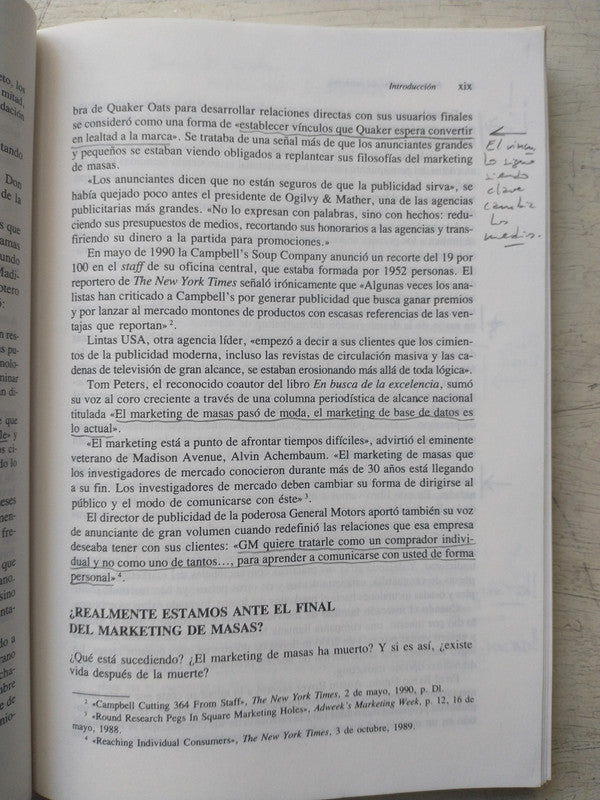 Introducción xix
bra de Quaker Oats para desarrollar relaciones directas con sus usuarios finales
se consideró como una forma de «establecer vínculos que Quaker espera convertir
en lealtad a la marca». Se trataba de una señal más de que los anunciantes grandes
y pequeños se estaban viendo obligados a replantear sus filosofías del marketing
de masas.
«Los anunciantes dicen que no están seguros de que la publicidad sirva», se
había quejado poco antes el presidente de Ogilvy & Mather, una de las agencias
publicitarias más grandes. «No lo expresan con palabras, sino con hechos: redu-
ciendo sus presupuestos de medios, recortando sus honorarios a las agencias y trans-
firiendo su dinero a la partida para promociones.»
En mayo de 1990 la Campbell's Soup Company anunció un recorte del 19 por
100 en el staff de su oficina central, que estaba formada por 1952 personas. El
reportero de The New York Times señaló irónicamente que «Algunas veces los ana-
listas han criticado a Campbell's por generar publicidad que busca ganar premios
y por lanzar al mercado montones de productos con escasas referencias de las ven-
tajas que reportan» 2.
Lintas USA, otra agencia líder, «empezó a decir a sus clientes que los cimien-
tos de la publicidad moderna, incluso las revistas de circulación masiva y las ca-
denas de televisión de gran alcance, se estaban erosionando más allá de toda lógica».
Tom Peters, el reconocido coautor del libro En busca de la excelencia, sumó
su voz al coro creciente a través de una columna periodística de alcance nacional
titulada «El marketing de masas pasó de moda, el marketing de base de datos es
lo actual».
«El marketing está a punto de afrontar tiempos difíciles», advirtió el eminente
veterano de Madison Avenue, Alvin Achembaum. «El marketing de masas que
los investigadores de mercado conocieron durante más de 30 años está llegando
a su fin. Los investigadores de mercado deben cambiar su forma de dirigirse al
público y el modo de comunicarse con éste» 3.
El director de publicidad de la poderosa General Motors aportó también su voz
de anunciante de gran volumen cuando redefinió las relaciones que esa empresa
deseaba tener con sus clientes: «GM quiere tratarle como un comprador indivi-
dual y no como uno de tantos..., para aprender a comunicarse con usted de forma
personal» 4.
¿REALMENTE ESTAMOS ANTE EL FINAL
DEL MARKETING DE MASAS?
¿Qué está sucediendo? ¿El marketing de masas ha muerto? Y si es así, ¿existe
vida después de la muerte?
2 «Campbell Cutting 364 From Staff», The New York Times, 2 de mayo, 1990, p. Dl.
3 «Round Research Pegs In Square Marketing Holes», Adweek's Marketing Week, p. 12, 16 de
mayo, 1988.
4 «Reaching Individual Consumers», The New York Times, 3 de octubre, 1989.
El
lo sigue
siendo
clave
cambia
los
medios.